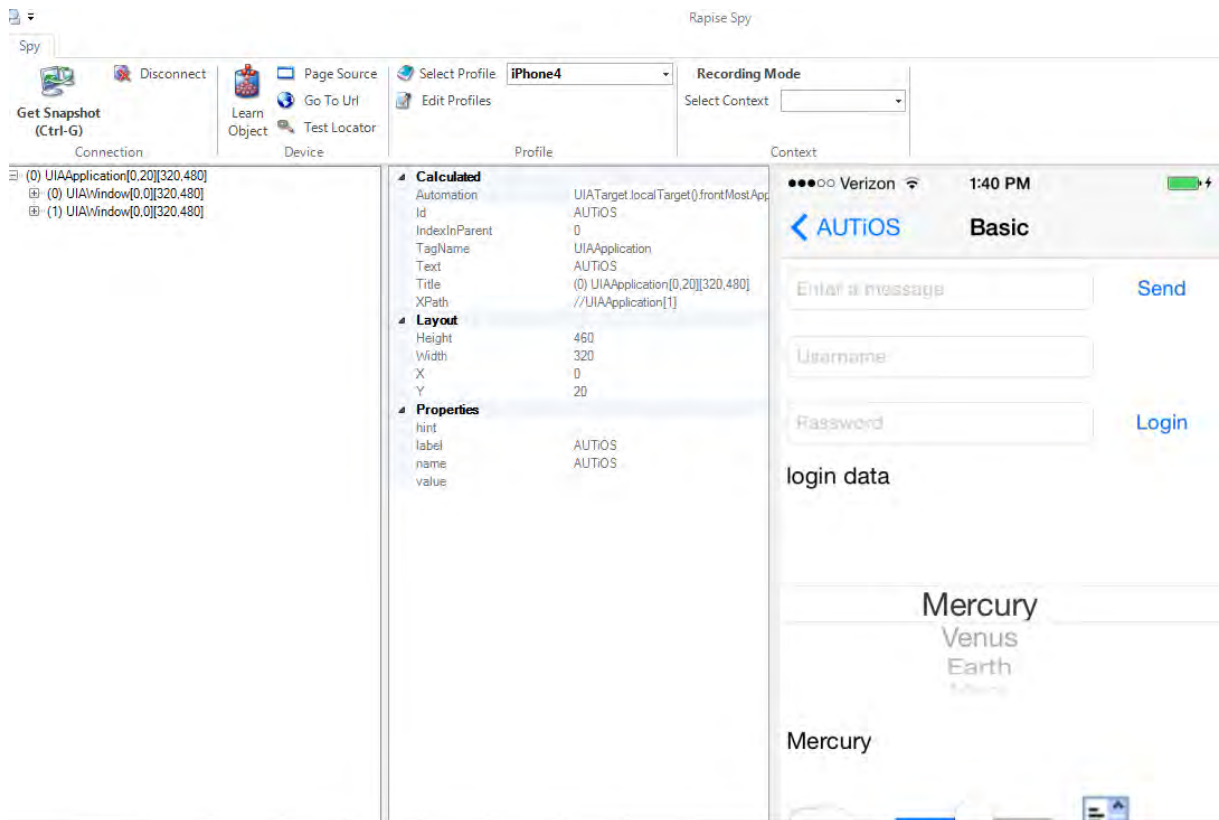 Rapise Spy
Spy
Get Snapshot
(Ctrl-G)
Disconnect
Connection
Learn
Object
Page Source
Go To Url
Test Locator
Device
Select Profile iPhone4
Edit Profiles
Profile
Recording Mode
Select Context
Context
(0) UIAApplication[0,20][320,480]
(0) UIAWindow[0,0][320,480]
(1) UIAWindow[0,0][320,480]
Calculated
Automation UIATarget.localTarget().frontMostApp
Id AUTiOS
IndexInParent 0
TagName UIAApplication
Text AUTiOS
Title (0) UIAApplication[0,20][320,480]
XPath //UIAApplication[1]
Layout
Height 460
Width 320
X 0
Y 20
Properties
hint
label AUTiOS
name AUTiOS
value
Verizon 1:40 PM
AUTiOS Basic
Enter a message Send
Username
Password Login
login data
Mercury
Venus
Earth
Mercury